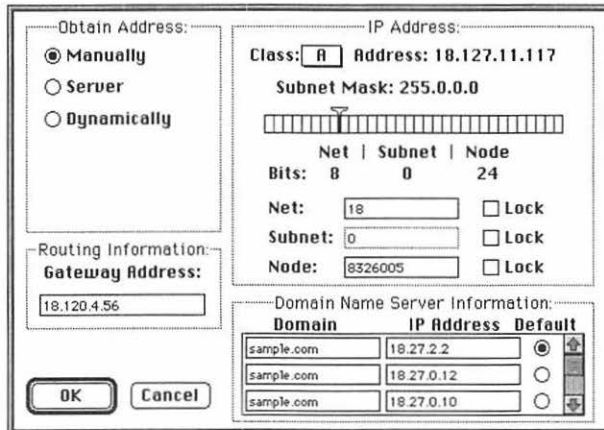 Obtain Address:
Manually
Server
Dynamically
Routing Information:
Gateway Address:
18.120.4.56
OK
Cancel
IP Address:
Class: A Address: 18.127.11.117
Subnet Mask: 255.0.0.0
Net | Subnet | Node
Bits: 8 0 24
Net: 18 Lock
Subnet: 0 Lock
Node: 8326005 Lock
Domain Name Server Information:
Domain IP Address Default
sample.com 18.27.2.2
sample.com 18.27.0.12
sample.com 18.27.0.10